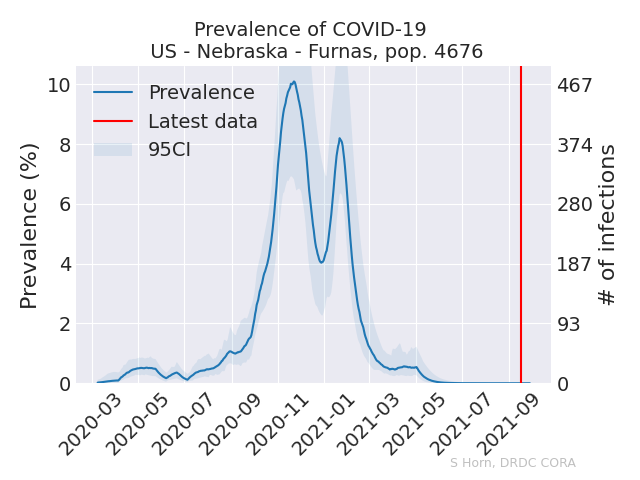 Prevalence of COVID-19
US - Nebraska - Furnas, pop. 4676
Prevalence
Latest data
95CI
Prevalence (%)
10
8
6
4
2
0
467
374
280
187
93
0
# of infections
2020-03
2020-05
2020-07
2020-09
2020-11
2021-01
2021-03
2021-05
2021-07
2021-09
S Horn, DRDC CORA